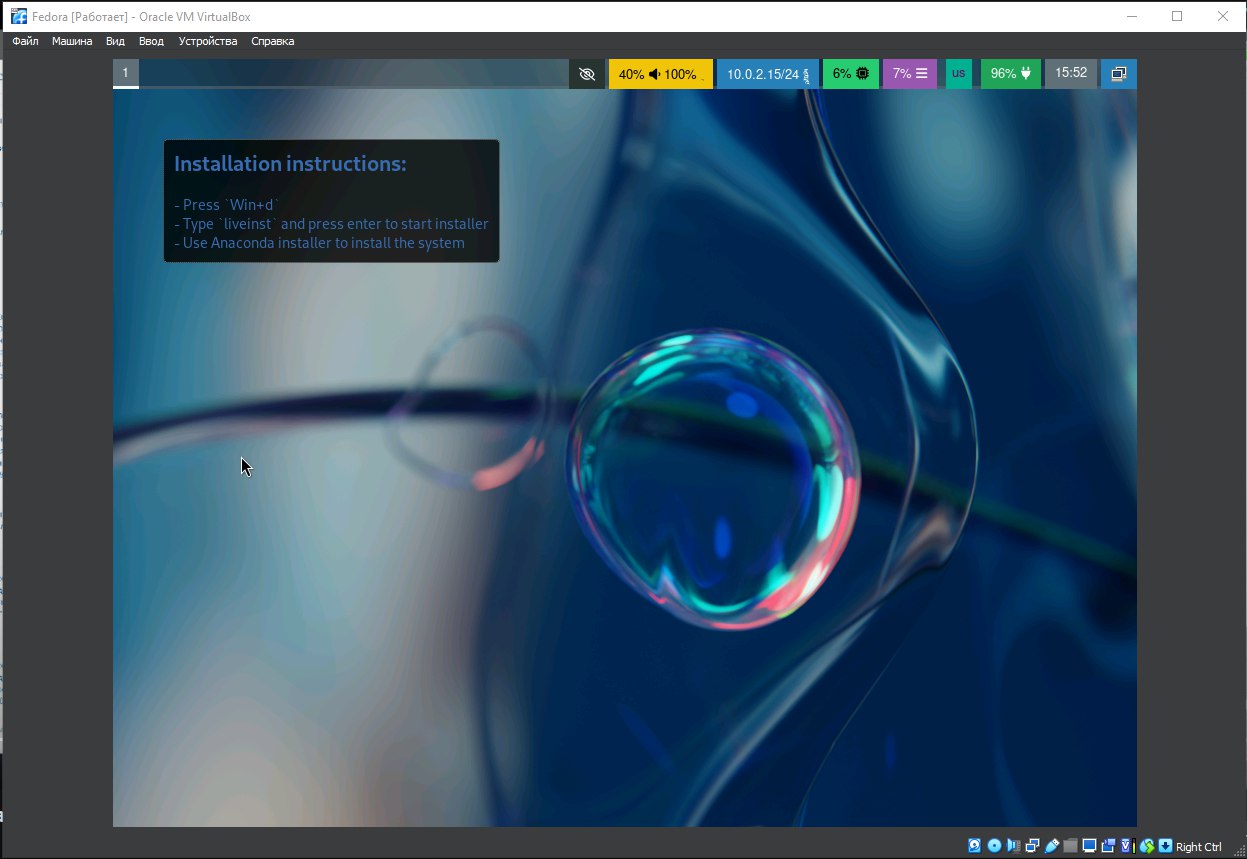 Fedora [Работает] - Oracle VM VirtualBox
Файл Машина Вид Ввод Устройства Справка
1 40% 100% 10.0.2.15/24 6% 7% us 96% 15:52
Installation instructions:
- Press `Win+d`
- Type `liveinst` and press enter to start installer
- Use Anaconda installer to install the system
Right Ctrl